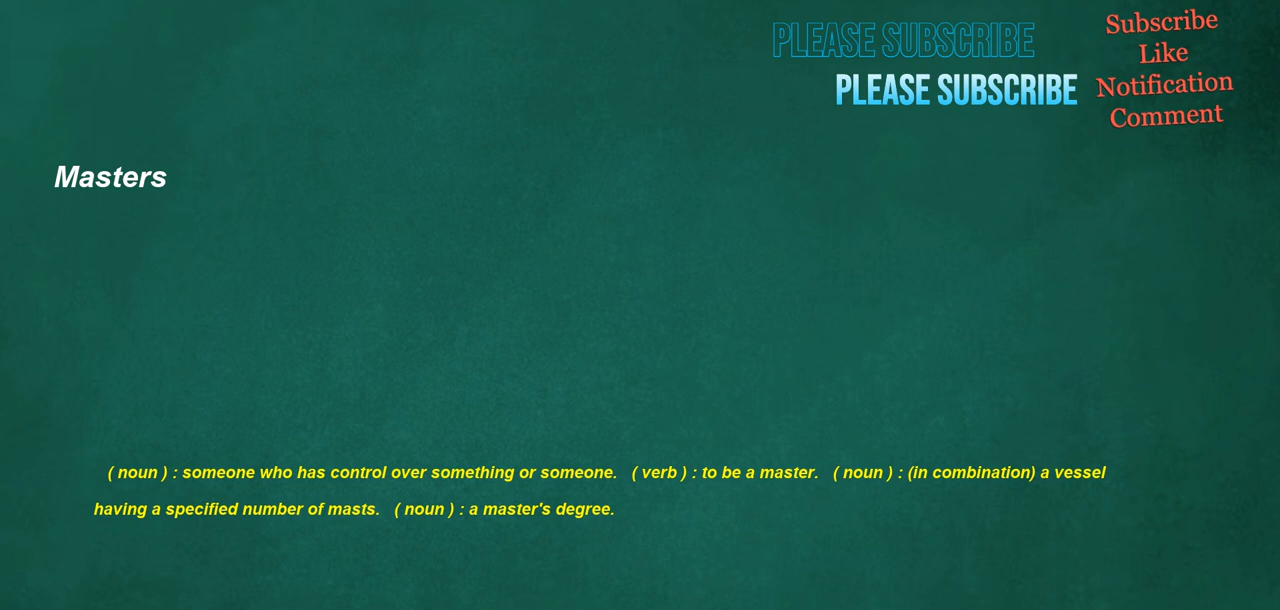 PLEASE SUBSCRIBE
PLEASE SUBSCRIBE
Subscribe
Like
Notification
Comment
Masters
( noun ) : someone who has control over something or someone. ( verb ) : to be a master. ( noun ) : (in combination) a vessel
having a specified number of masts. ( noun ) : a master's degree.